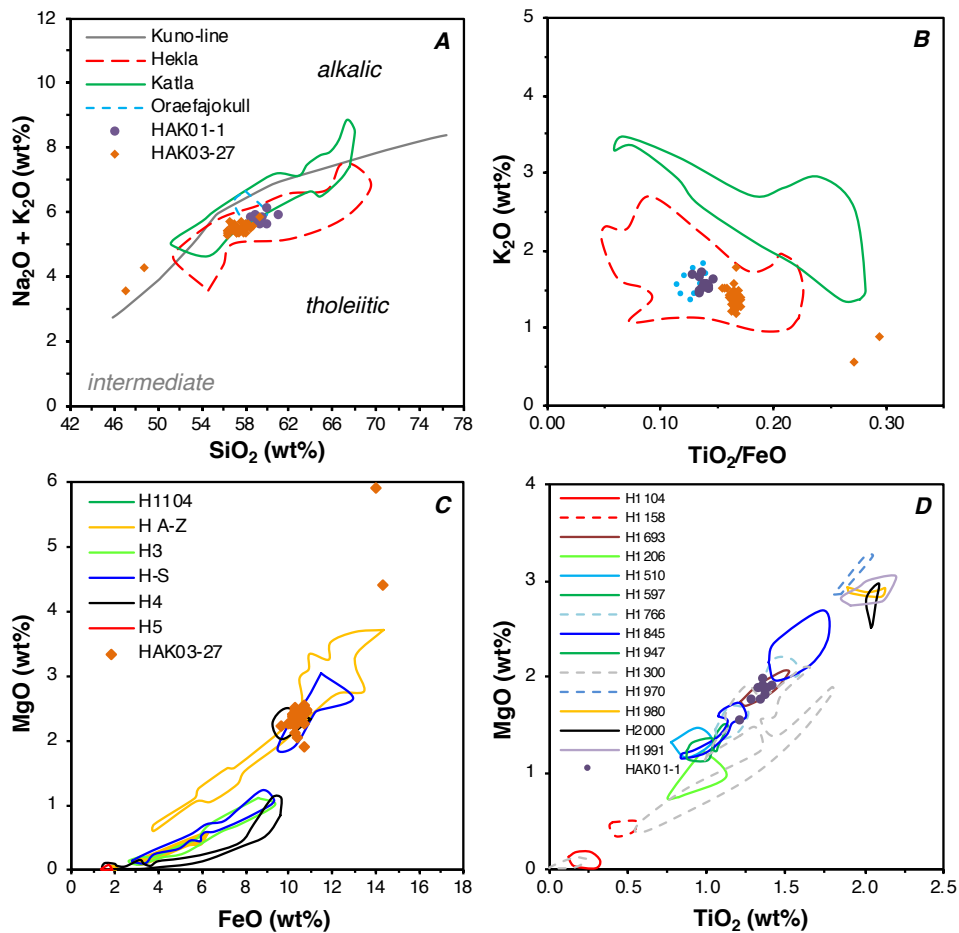 A
Na2O + K2O (wt%)
12
10
8
6
4
2
0
Kuno-line
Hekla
Katla
Oraefajokull
HAK01-1
HAK03-27
alkalic
tholeiitic
intermediate
42 46 50 54 58 62 66 70 74 78
SiO2 (wt%)
B
K2O (wt%)
5
4
3
2
1
0
0.00 0.10 0.20 0.30
TiO2/FeO
C
MgO (wt%)
6
5
4
3
2
1
0
H1104
H A-Z
H3
H-S
H4
H5
HAK03-27
0 2 4 6 8 10 12 14 16 18
FeO (wt%)
D
MgO (wt%)
4
3
2
1
0
H1104
H1158
H1693
H1206
H1510
H1597
H1766
H1845
H1947
H1300
H1970
H1980
H2000
H1991
HAK01-1
0.0 0.5 1.0 1.5 2.0 2.5
TiO2 (wt%)